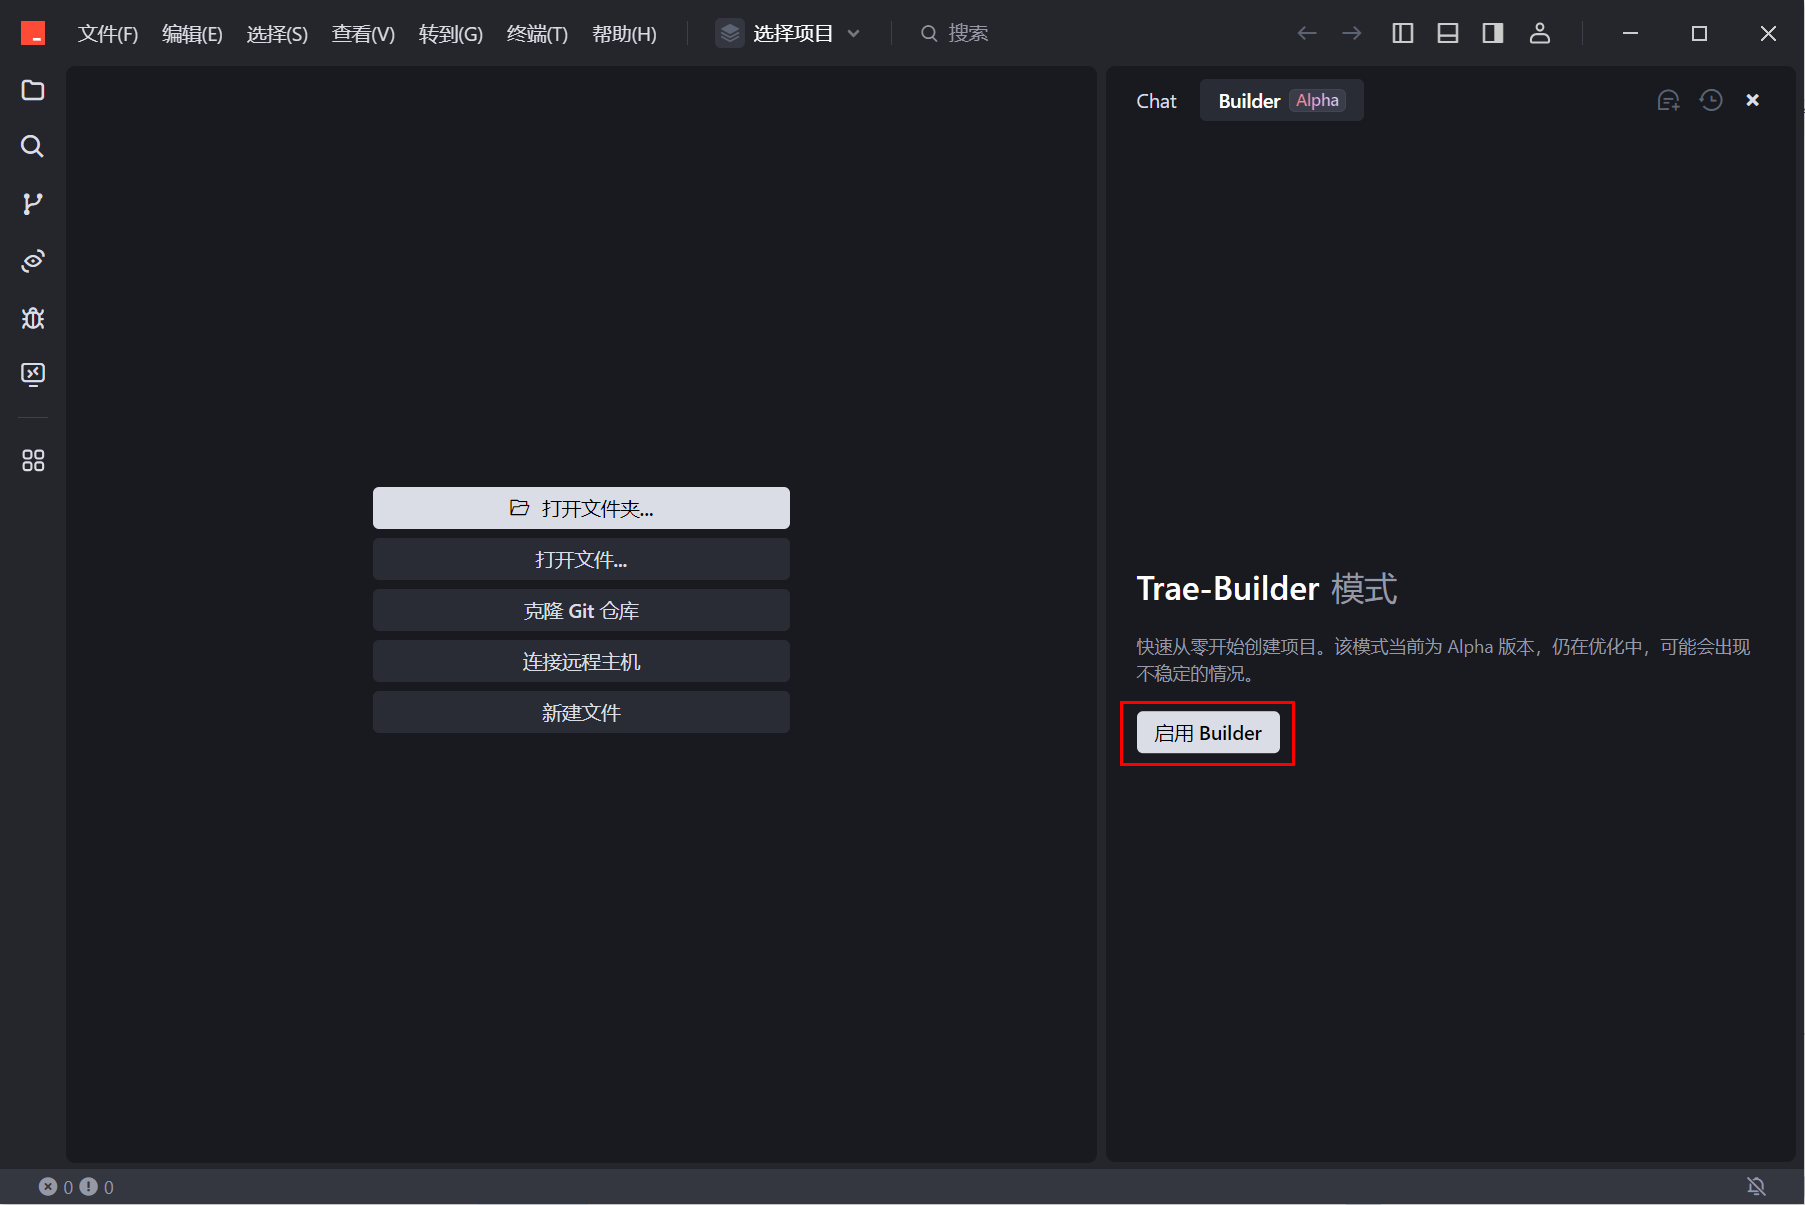 文件(F) 编辑(E) 选择(S) 查看(V) 转到(G) 终端(T) 帮助(H) 选择项目 搜索
Chat Builder Alpha
打开文件夹...
打开文件...
克隆 Git 仓库
连接远程主机
新建文件
Trae-Builder 模式
快速从零开始创建项目。该模式当前为 Alpha 版本，仍在优化中，可能会出现
不稳定的情况。
启用 Builder
0 0